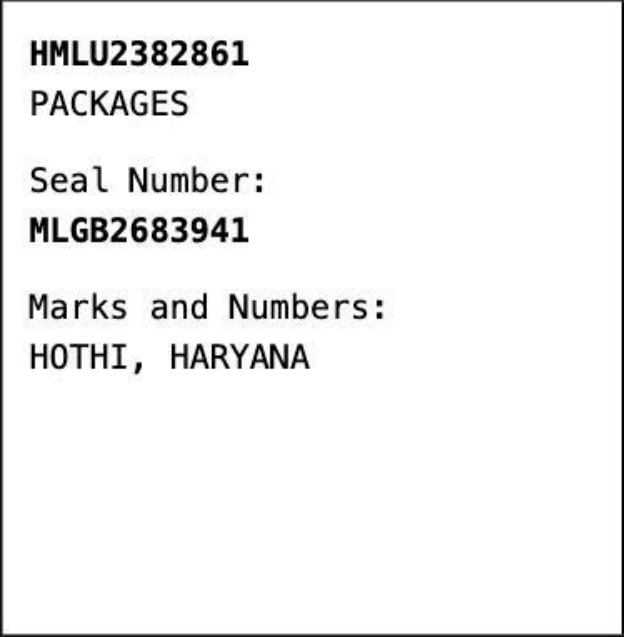 HMLU2382861
PACKAGES
Seal Number:
MLGB2683941
Marks and Numbers:
HOTHI, HARYANA